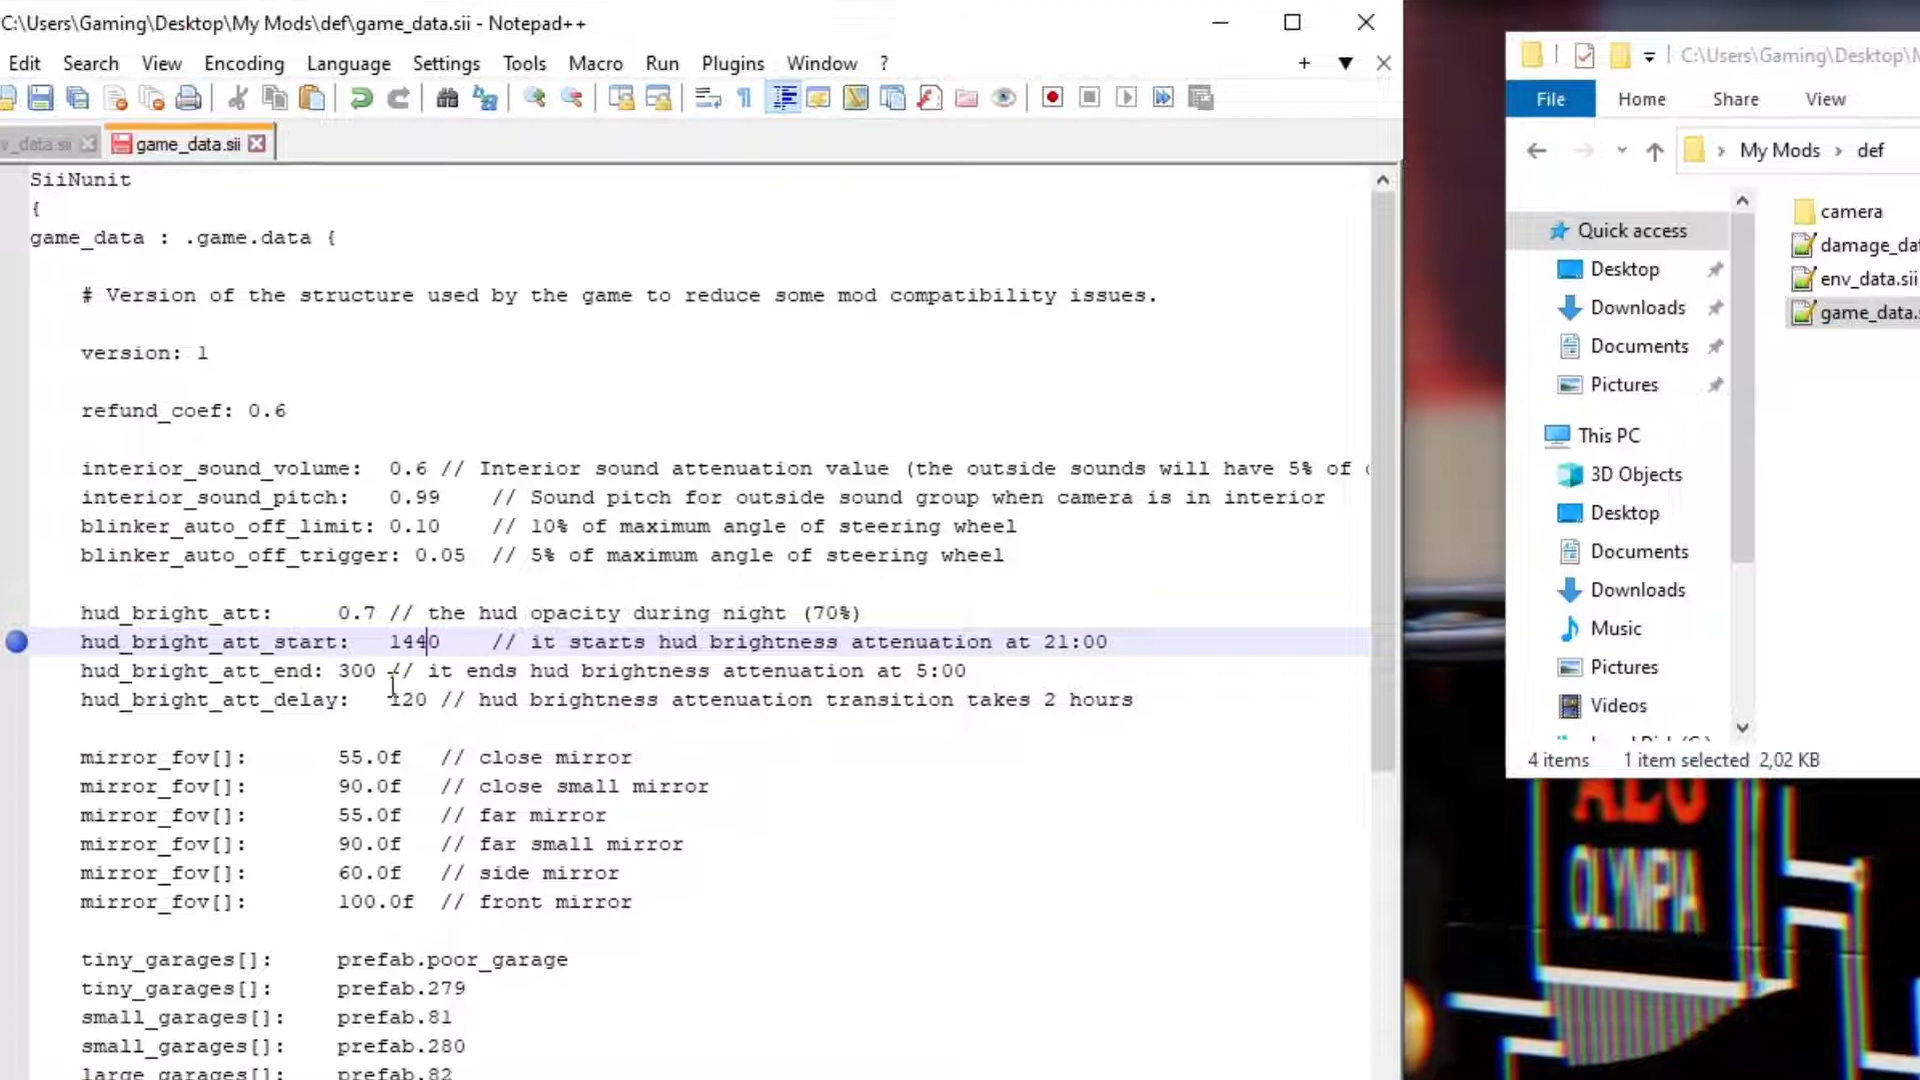 C:\Users\Gaming\Desktop\My Mods\def\game_data.sii - Notepad++
Edit Search View Encoding Language Settings Tools Macro Run Plugins Window ?
v_data.sii game_data.sii
SiiNunit
{
game_data : .game.data {
# Version of the structure used by the game to reduce some mod compatibility issues.
version: 1
refund_coef: 0.6
interior_sound_volume: 0.6 // Interior sound attenuation value (the outside sounds will have 5% of
interior_sound_pitch: 0.99 // Sound pitch for outside sound group when camera is in interior
blinker_auto_off_limit: 0.10 // 10% of maximum angle of steering wheel
blinker_auto_off_trigger: 0.05 // 5% of maximum angle of steering wheel
hud_bright_att: 0.7 // the hud opacity during night (70%)
hud_bright_att_start: 1440 // it starts hud brightness attenuation at 21:00
hud_bright_att_end: 300 // it ends hud brightness attenuation at 5:00
hud_bright_att_delay: 120 // hud brightness attenuation transition takes 2 hours
mirror_fov[]: 55.0f // close mirror
mirror_fov[]: 90.0f // close small mirror
mirror_fov[]: 55.0f // far mirror
mirror_fov[]: 90.0f // far small mirror
mirror_fov[]: 60.0f // side mirror
mirror_fov[]: 100.0f // front mirror
tiny_garages[]: prefab.poor_garage
tiny_garages[]: prefab.279
small_garages[]: prefab.81
small_garages[]: prefab.280
large_garages[]: prefab.82
C:\Users\Gaming\Desktop\M
File Home Share View
My Mods def
Quick access
Desktop
Downloads
Documents
Pictures
This PC
3D Objects
Desktop
Documents
Downloads
Music
Pictures
Videos
camera
damage_dat
env_data.sii
game_data.s
4 items 1 item selected 2,02 KB
OLYMPIA